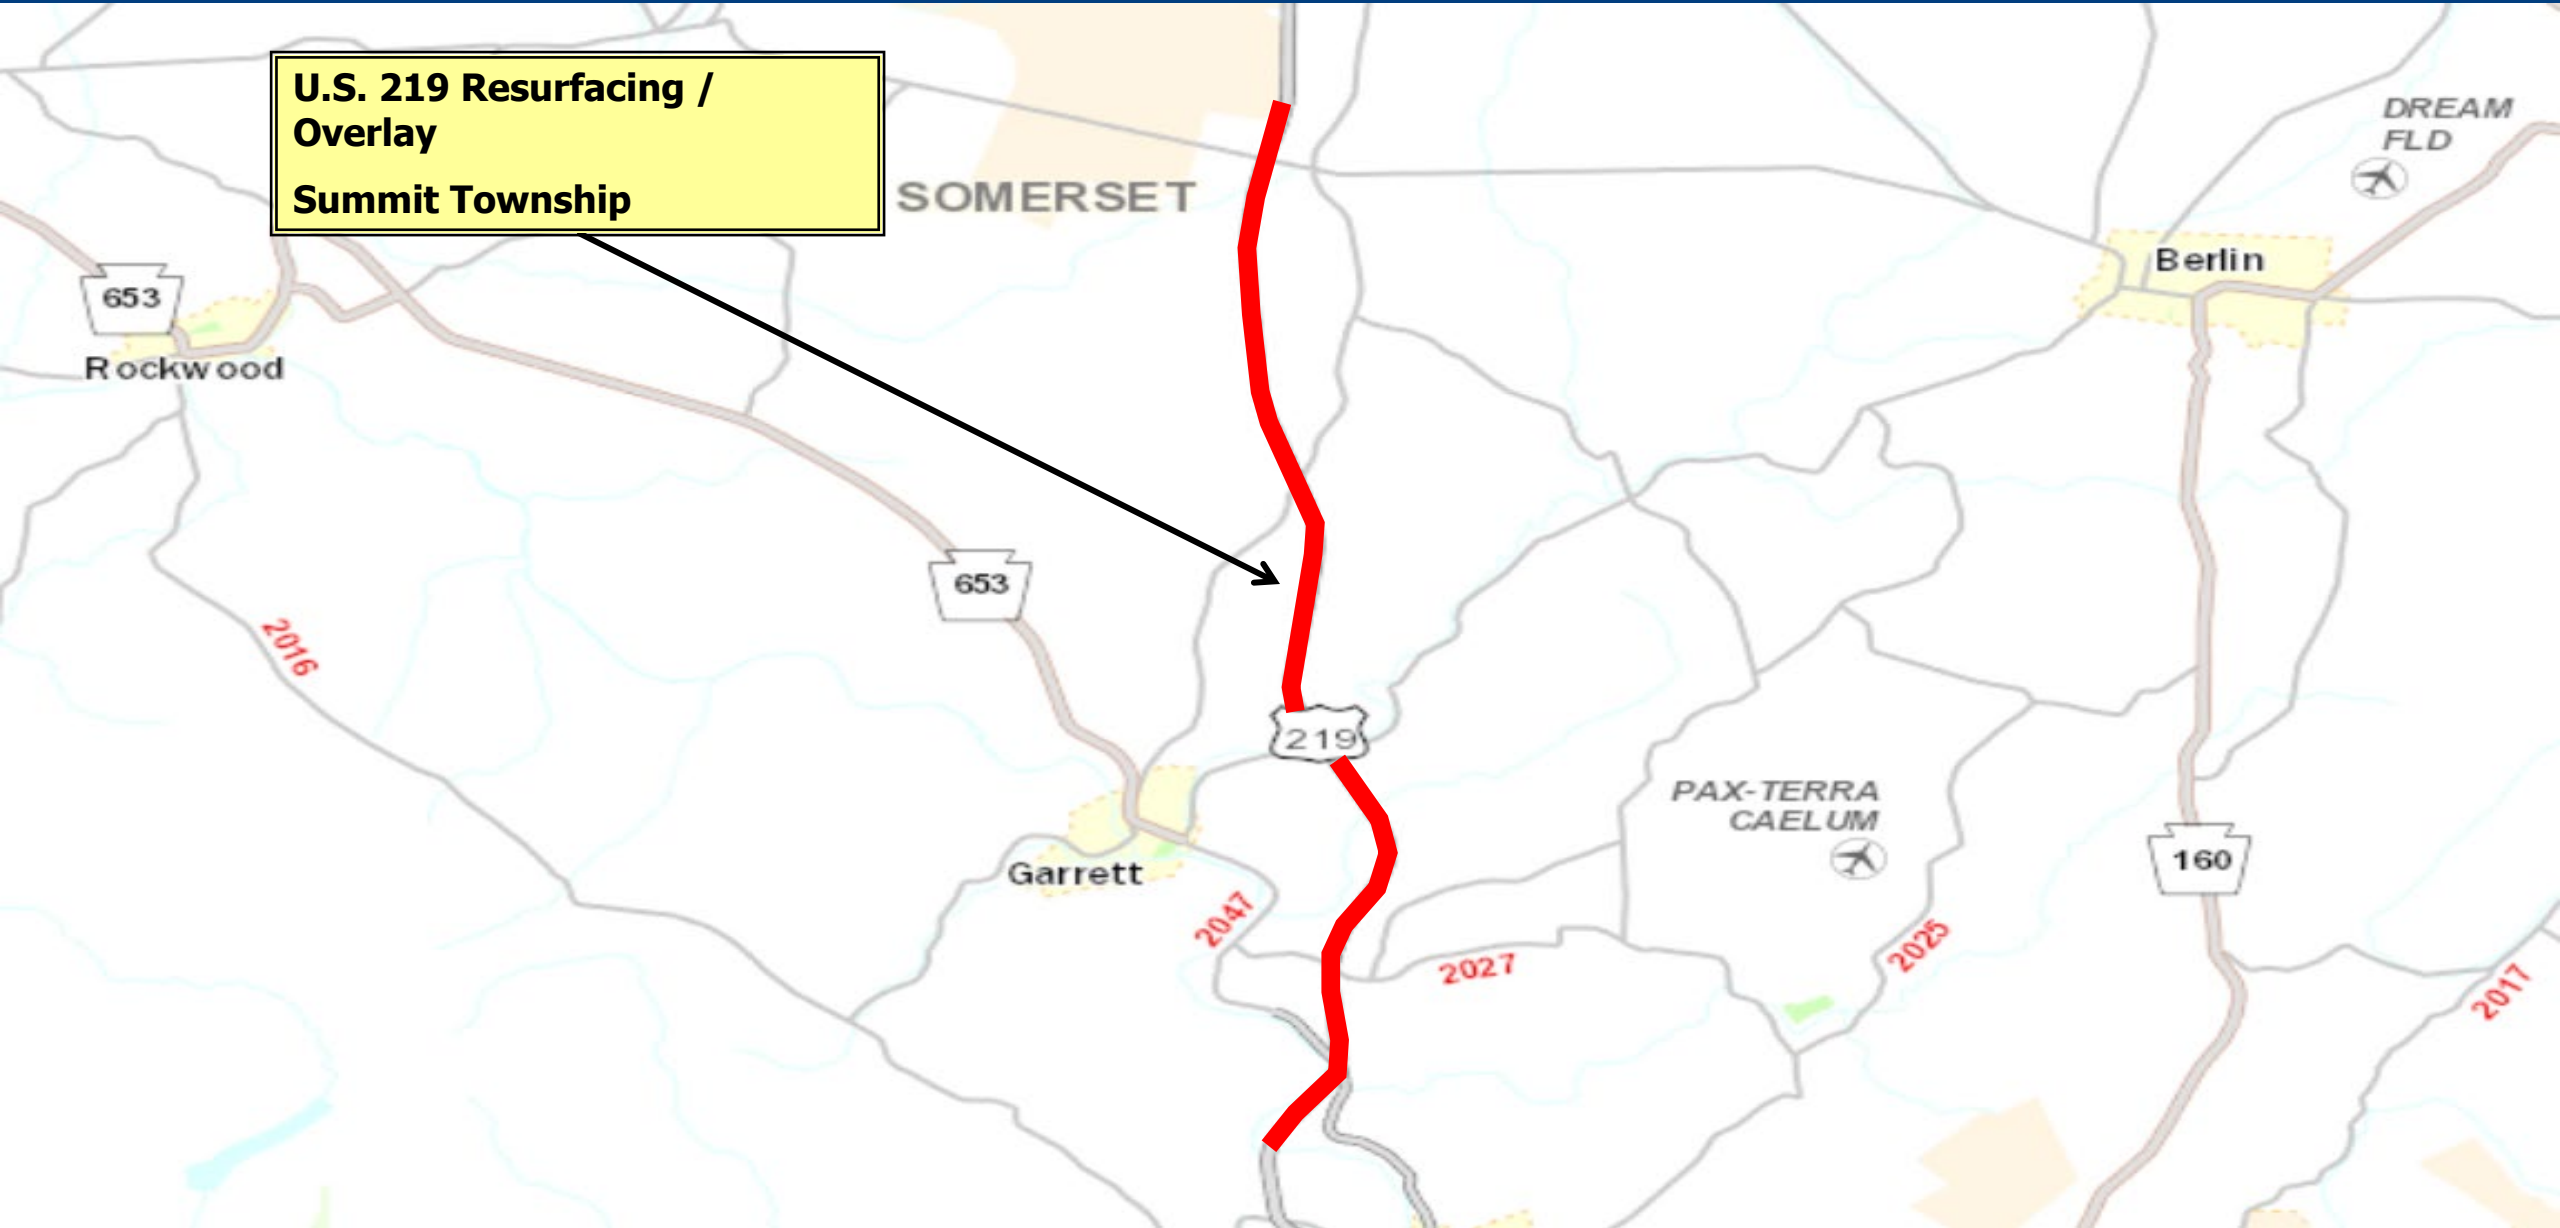 U.S. 219 Resurfacing /
Overlay
Summit Township
DREAM
FLD
SOMERSET
Berlin
653
Rockwood
653
2016
219
PAX-TERRA
CAELUM
160
Garrett
2047
2027
2025
2017